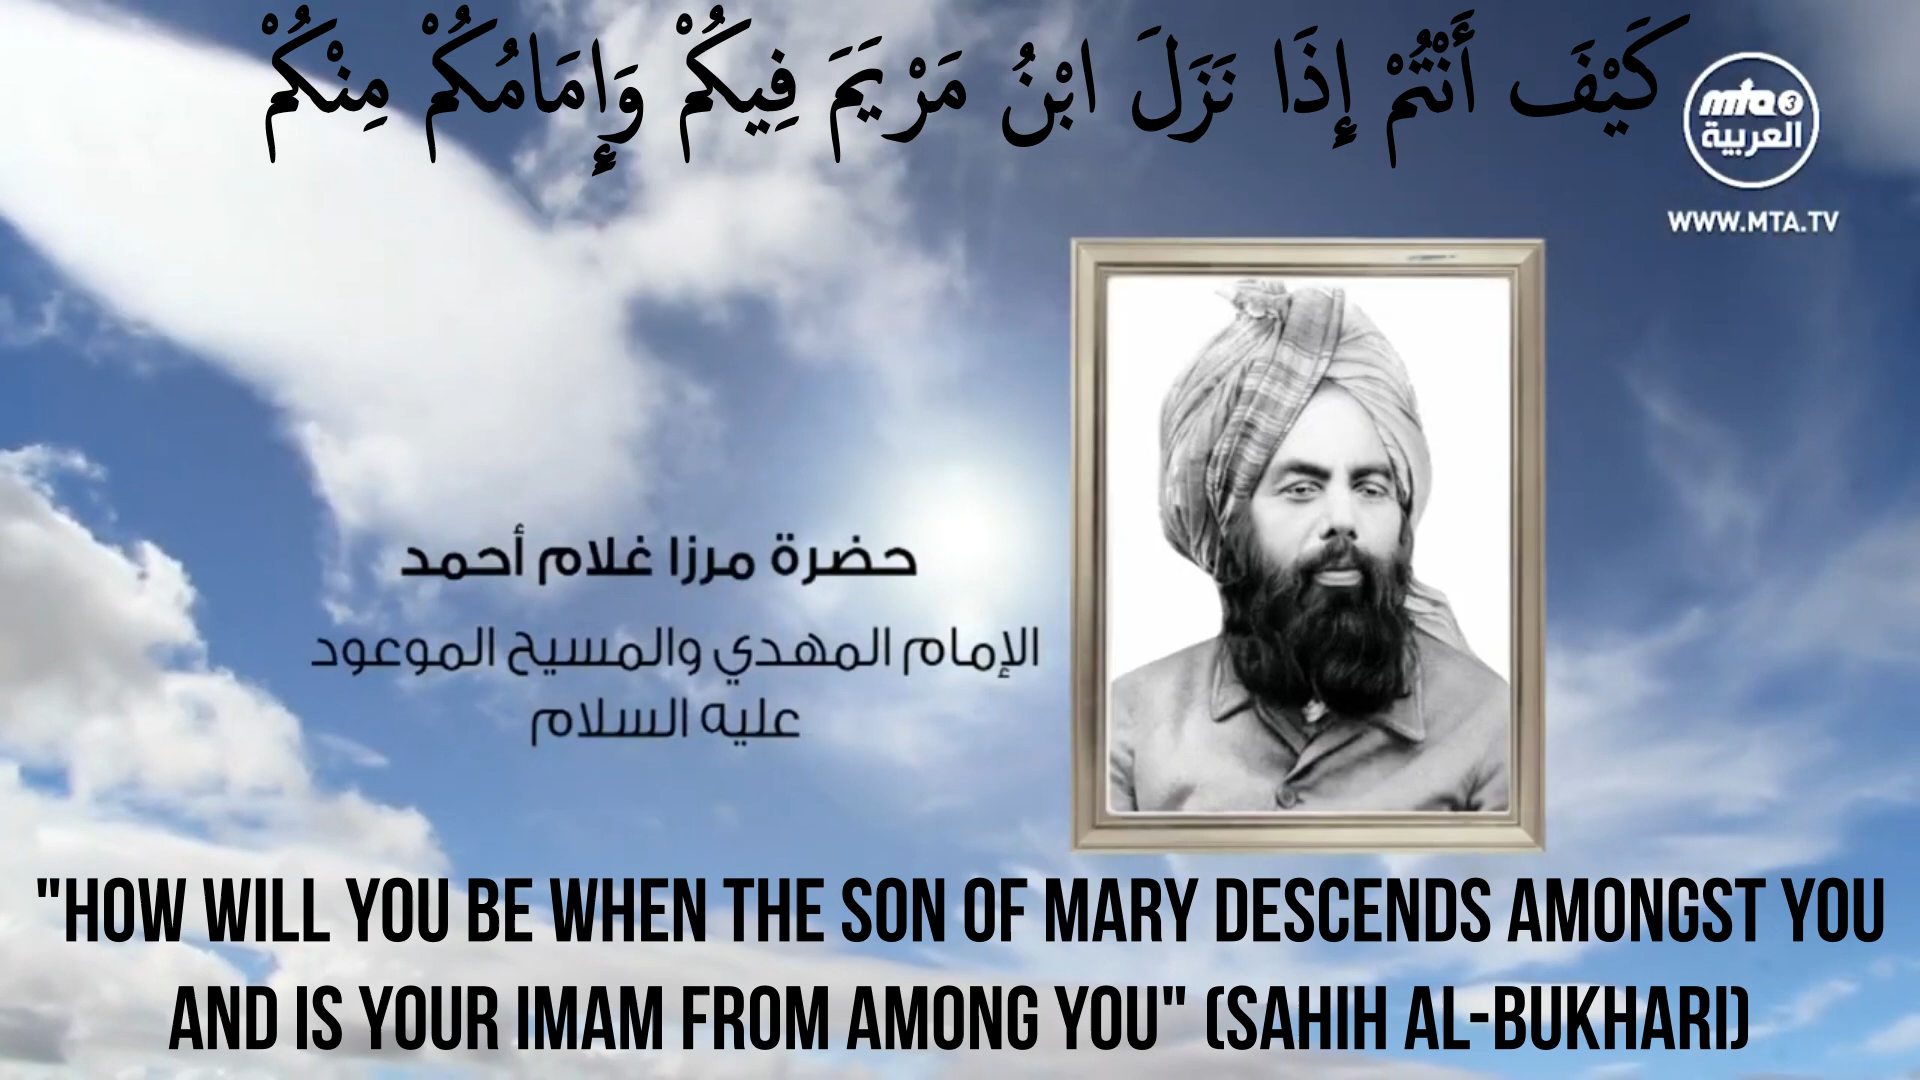 كَيْفَ أَنْتُمْ إِذَا نَزَلَ ابْنُ مَرْيَمَ فِيكُمْ وَإِمَامُكُمْ مِنْكُمْ
mta3
العربية
WWW.MTA.TV
حضرة مرزا غلام أحمد
الإمام المهدي والمسيح الموعود
عليه السلام
"HOW WILL YOU BE WHEN THE SON OF MARY DESCENDS AMONGST YOU
AND IS YOUR IMAM FROM AMONG YOU" (SAHIH AL-BUKHARI)